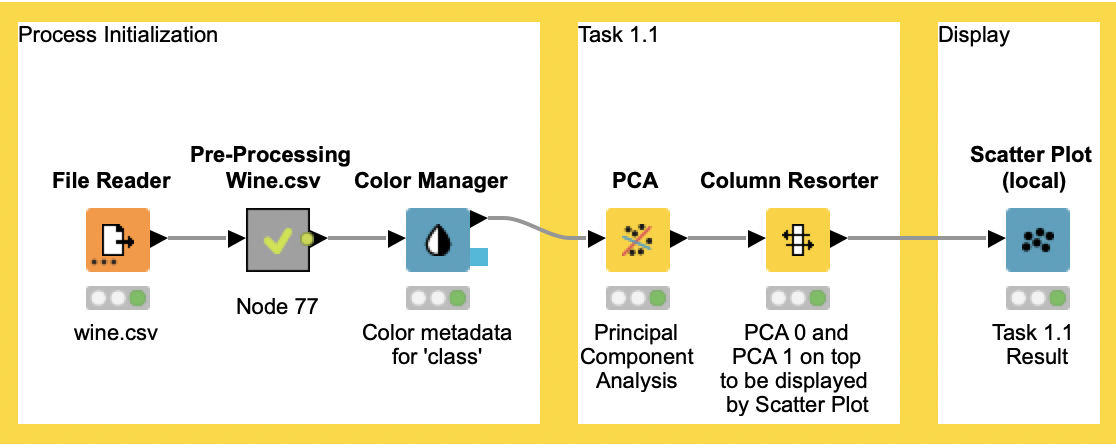 Process Initialization
Task 1.1
Display
Pre-Processing
Wine.csv
File Reader
Color Manager
PCA
Column Resorter
Scatter Plot
(local)
wine.csv
Node 77
Color metadata
for 'class'
Principal
Component
Analysis
PCA 0 and
PCA 1 on top
to be displayed
by Scatter Plot
Task 1.1
Result